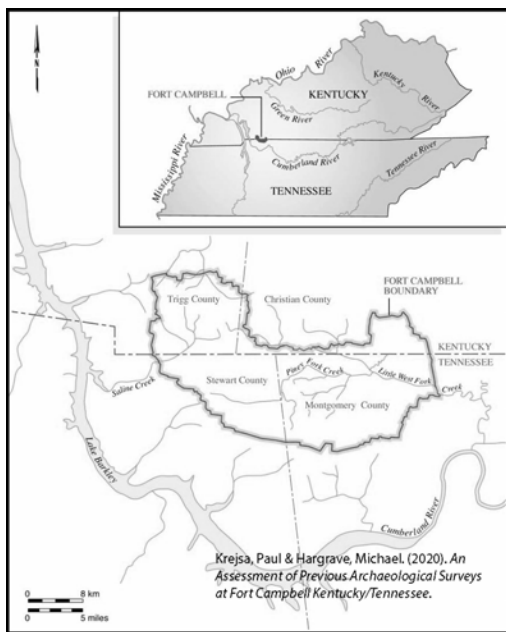 N
Ohio River
Kentucky River
FORT CAMPBELL
KENTUCKY
Green River
Mississippi River
Cumberland River
Tennessee River
TENNESSEE
Trigg County
Christian County
FORT CAMPBELL
BOUNDARY
KENTUCKY
TENNESSEE
Saline Creek
Stewart County
Piney Fork Creek
Little West Fork
Creek
Montgomery County
Lake Barkley
Cumberland River
Krejsa, Paul & Hargrave, Michael. (2020). An
Assessment of Previous Archaeological Surveys
at Fort Campbell Kentucky/Tennessee.
0 8 km
0 5 miles